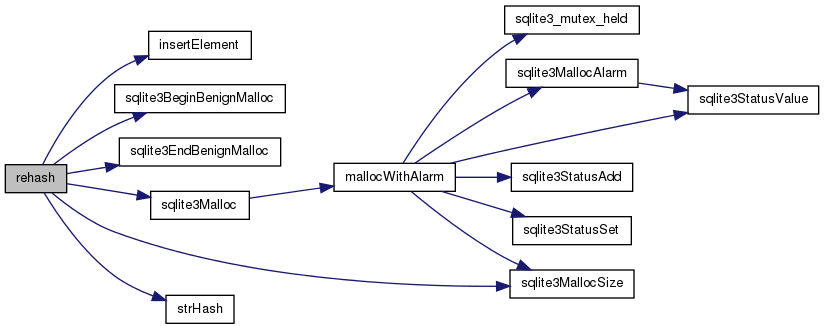 rehash
insertElement
sqlite3BeginBenignMalloc
sqlite3EndBenignMalloc
sqlite3Malloc
strHash
mallocWithAlarm
sqlite3_mutex_held
sqlite3MallocAlarm
sqlite3StatusAdd
sqlite3StatusSet
sqlite3MallocSize
sqlite3StatusValue